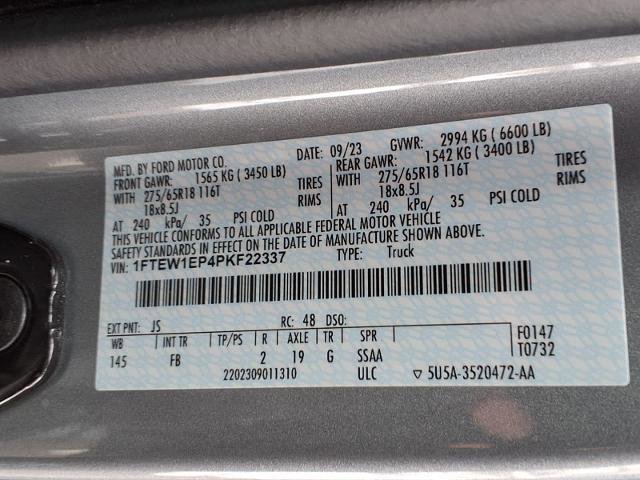 MFD. BY FORD MOTOR CO. DATE: 09/23 GVWR: 2994 KG ( 6600 LB)
FRONT GAWR: 1565 KG ( 3450 LB) REAR GAWR: 1542 KG ( 3400 LB)
WITH 275/65R18 116T TIRES WITH 275/65R18 116T TIRES
18x8.5J RIMS 18x8.5J RIMS
AT 240 kPa/ 35 PSI COLD AT 240 kPa/ 35 PSI COLD
THIS VEHICLE CONFORMS TO ALL APPLICABLE FEDERAL MOTOR VEHICLE
SAFETY STANDARDS IN EFFECT ON THE DATE OF MANUFACTURE SHOWN ABOVE.
VIN: 1FTEW1EP4PKF22337 TYPE: Truck
EXT PNT: JS RC: 48 DSO: F0147
WB INT TR TP/PS R AXLE TR SPR T0732
145 FB 2 19 G SSAA
2202309011310 ULC ▽ 5U5A-3520472-AA